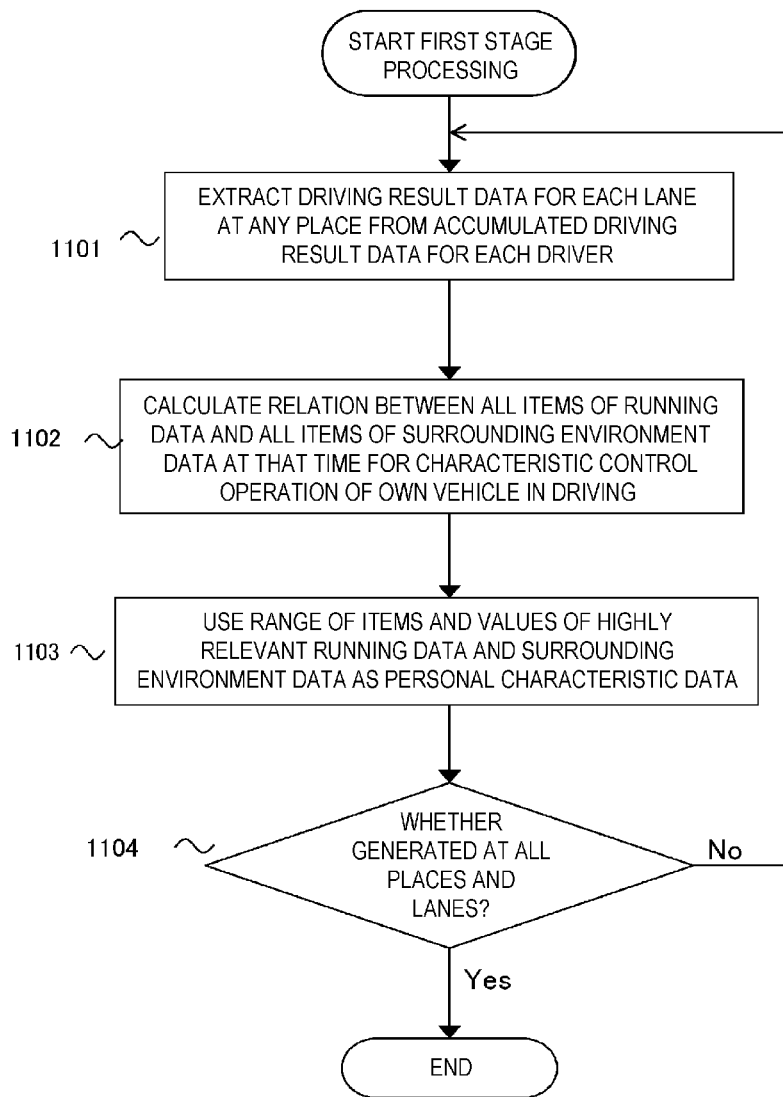 START FIRST STAGE
PROCESSING
EXTRACT DRIVING RESULT DATA FOR EACH LANE
AT ANY PLACE FROM ACCUMULATED DRIVING
RESULT DATA FOR EACH DRIVER
1101
CALCULATE RELATION BETWEEN ALL ITEMS OF RUNNING
DATA AND ALL ITEMS OF SURROUNDING ENVIRONMENT
DATA AT THAT TIME FOR CHARACTERISTIC CONTROL
OPERATION OF OWN VEHICLE IN DRIVING
1102
USE RANGE OF ITEMS AND VALUES OF HIGHLY
RELEVANT RUNNING DATA AND SURROUNDING
ENVIRONMENT DATA AS PERSONAL CHARACTERISTIC DATA
1103
WHETHER
GENERATED AT ALL
PLACES AND
LANES?
1104
No
Yes
END